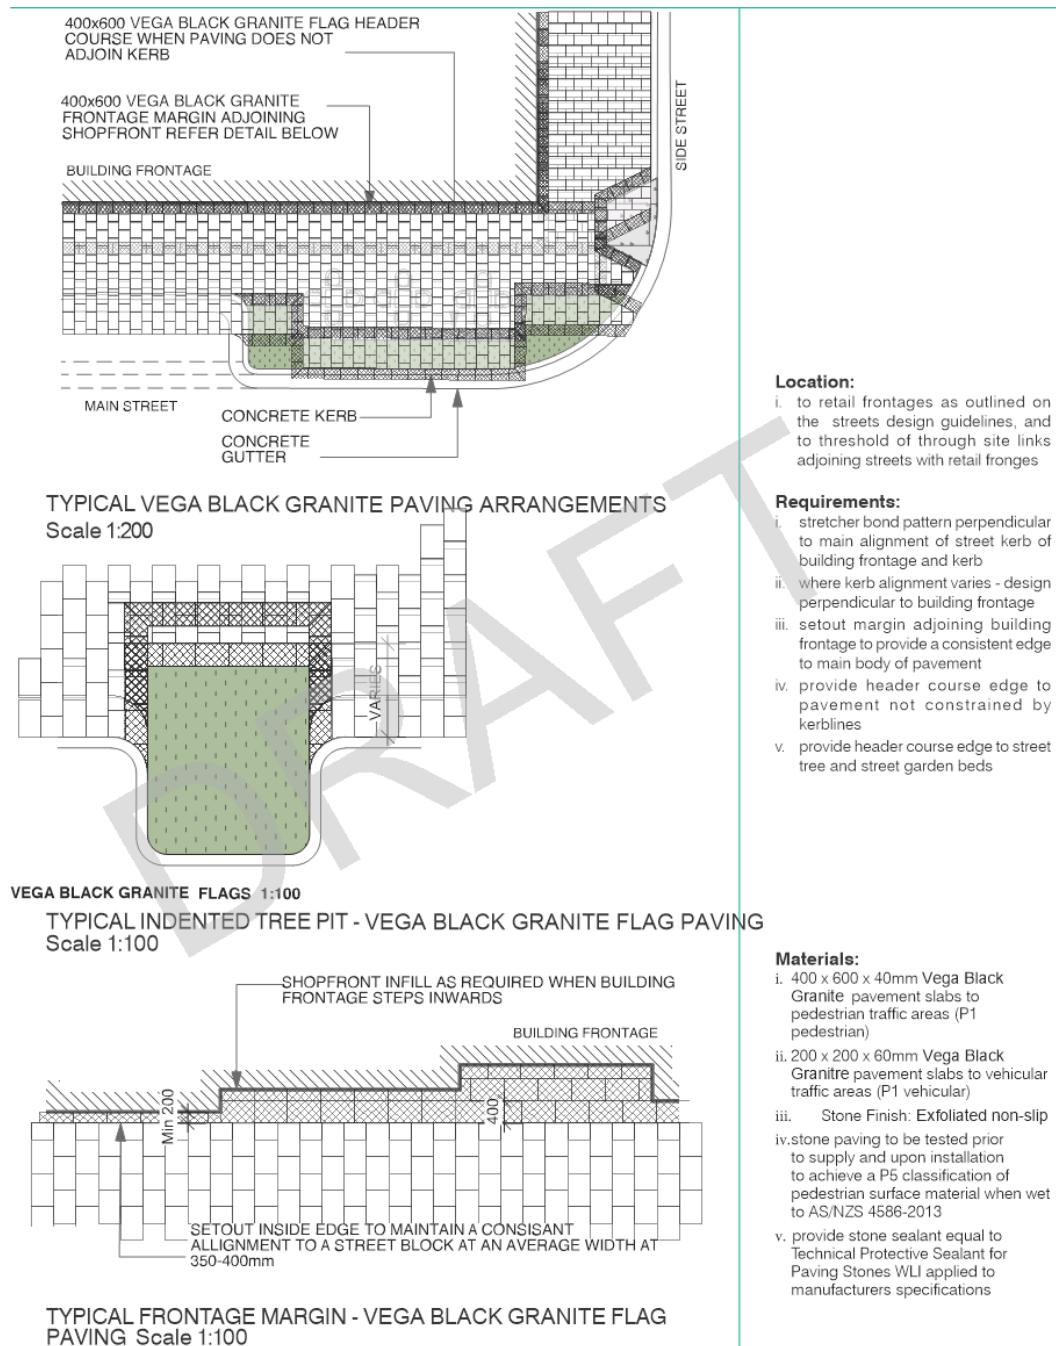 400x600 VEGA BLACK GRANITE FLAG HEADER
COURSE WHEN PAVING DOES NOT
ADJOIN KERB
400x600 VEGA BLACK GRANITE
FRONTAGE MARGIN ADJOINING
SHOPFRONT REFER DETAIL BELOW
BUILDING FRONTAGE
SIDE STREET
MAIN STREET
CONCRETE KERB
CONCRETE
GUTTER
TYPICAL VEGA BLACK GRANITE PAVING ARRANGEMENTS
Scale 1:200
VARIES
VEGA BLACK GRANITE FLAGS 1:100
TYPICAL INDENTED TREE PIT - VEGA BLACK GRANITE FLAG PAVING
Scale 1:100
SHOPFRONT INFILL AS REQUIRED WHEN BUILDING
FRONTAGE STEPS INWARDS
BUILDING FRONTAGE
Min 200
400
SETOUT INSIDE EDGE TO MAINTAIN A CONSISANT
ALLIGNMENT TO A STREET BLOCK AT AN AVERAGE WIDTH AT
350-400mm
TYPICAL FRONTAGE MARGIN - VEGA BLACK GRANITE FLAG
PAVING Scale 1:100
DRAFT
Location:
i. to retail frontages as outlined on
the streets design guidelines, and
to threshold of through site links
adjoining streets with retail fronges
Requirements:
i. stretcher bond pattern perpendicular
to main alignment of street kerb of
building frontage and kerb
ii. where kerb alignment varies - design
perpendicular to building frontage
iii. setout margin adjoining building
frontage to provide a consistent edge
to main body of pavement
iv. provide header course edge to
pavement not constrained by
kerblines
v. provide header course edge to street
tree and street garden beds
Materials:
i. 400 x 600 x 40mm Vega Black
Granite pavement slabs to
pedestrian traffic areas (P1
pedestrian)
ii. 200 x 200 x 60mm Vega Black
Granitre pavement slabs to vehicular
traffic areas (P1 vehicular)
iii. Stone Finish: Exfoliated non-slip
iv.stone paving to be tested prior
to supply and upon installation
to achieve a P5 classification of
pedestrian surface material when wet
to AS/NZS 4586-2013
v. provide stone sealant equal to
Technical Protective Sealant for
Paving Stones WLI applied to
manufacturers specifications